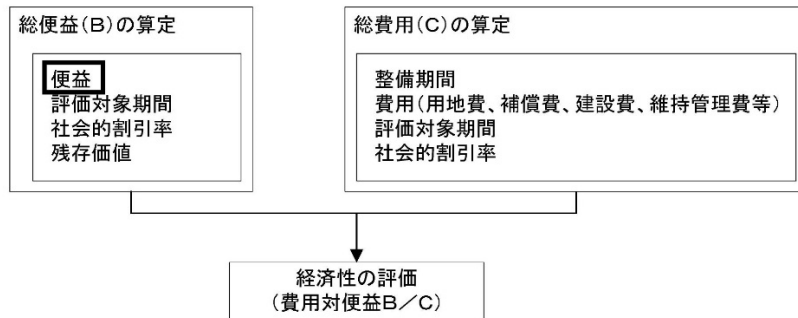 総便益(B)の算定
便益
評価対象期間
社会的割引率
残存価値
総費用(C)の算定
整備期間
費用(用地費、補償費、建設費、維持管理費等)
評価対象期間
社会的割引率
経済性の評価
(費用対便益B/C)